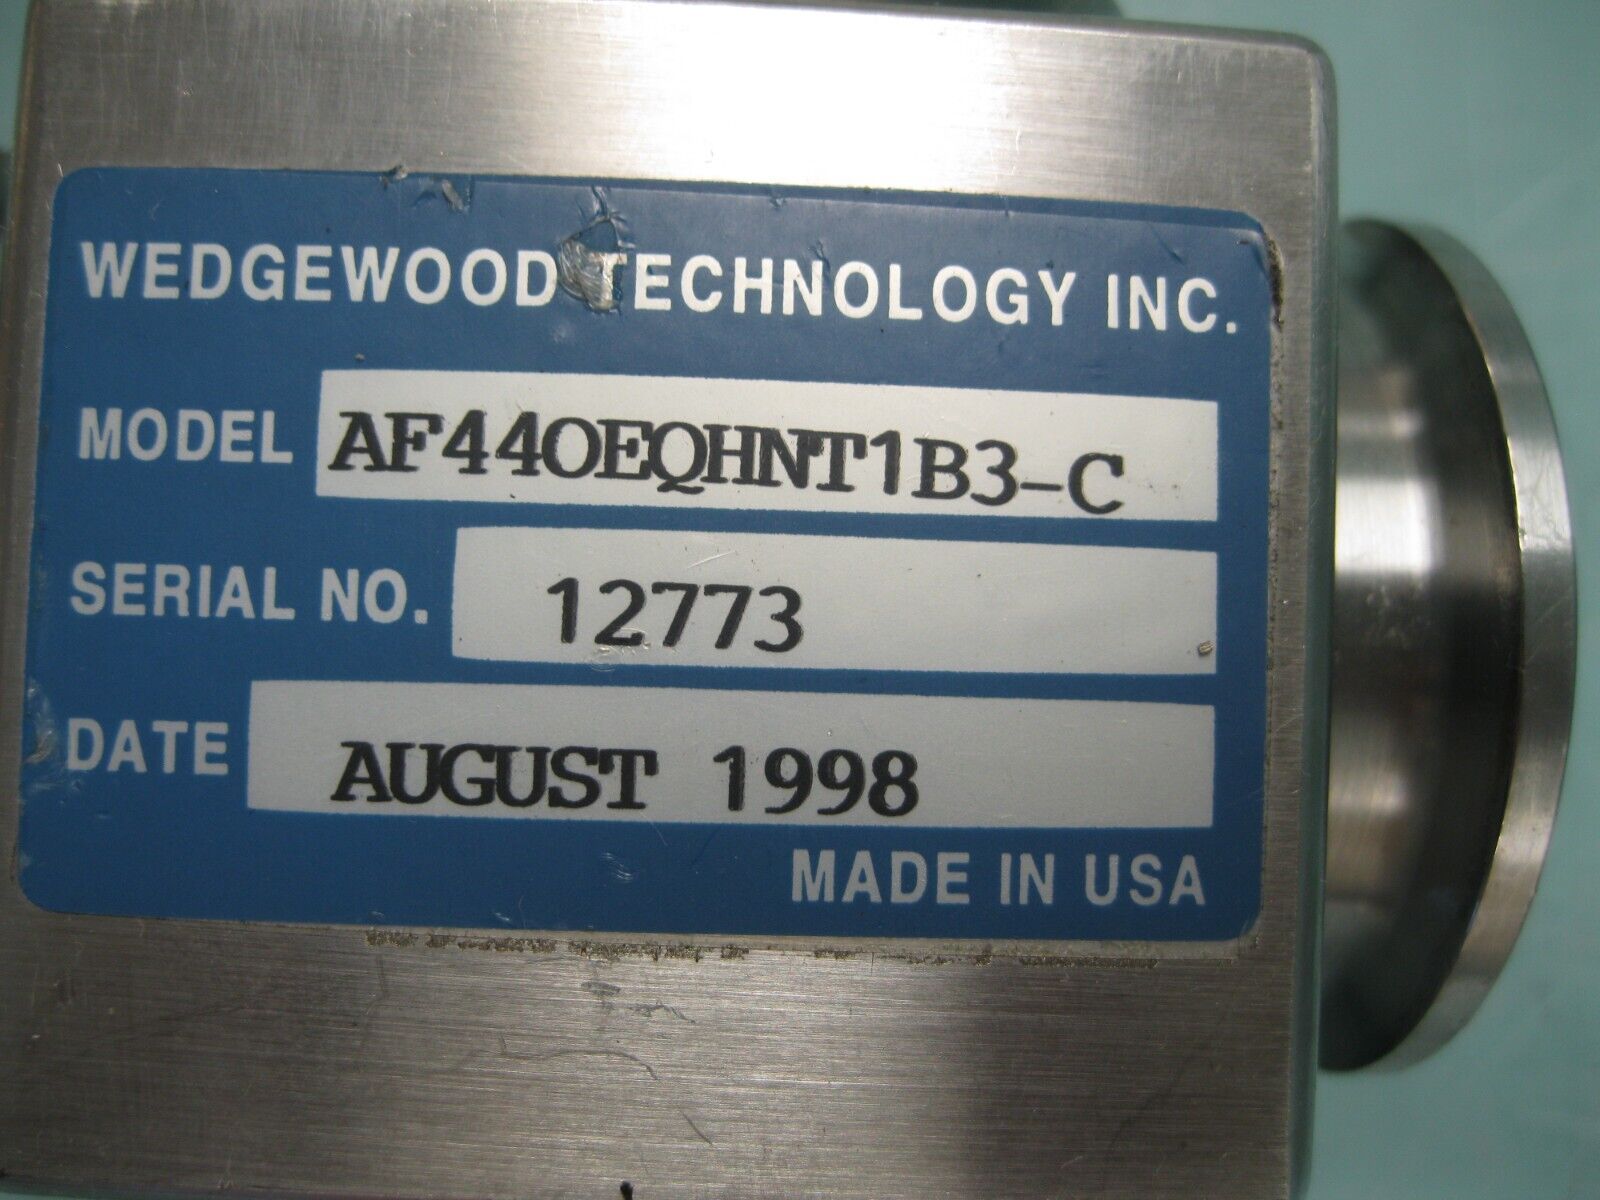 WEDGEWOOD TECHNOLOGY INC.
MODEL AF440EQHNT1B3-C
SERIAL NO. 12773
DATE AUGUST 1998
MADE IN USA